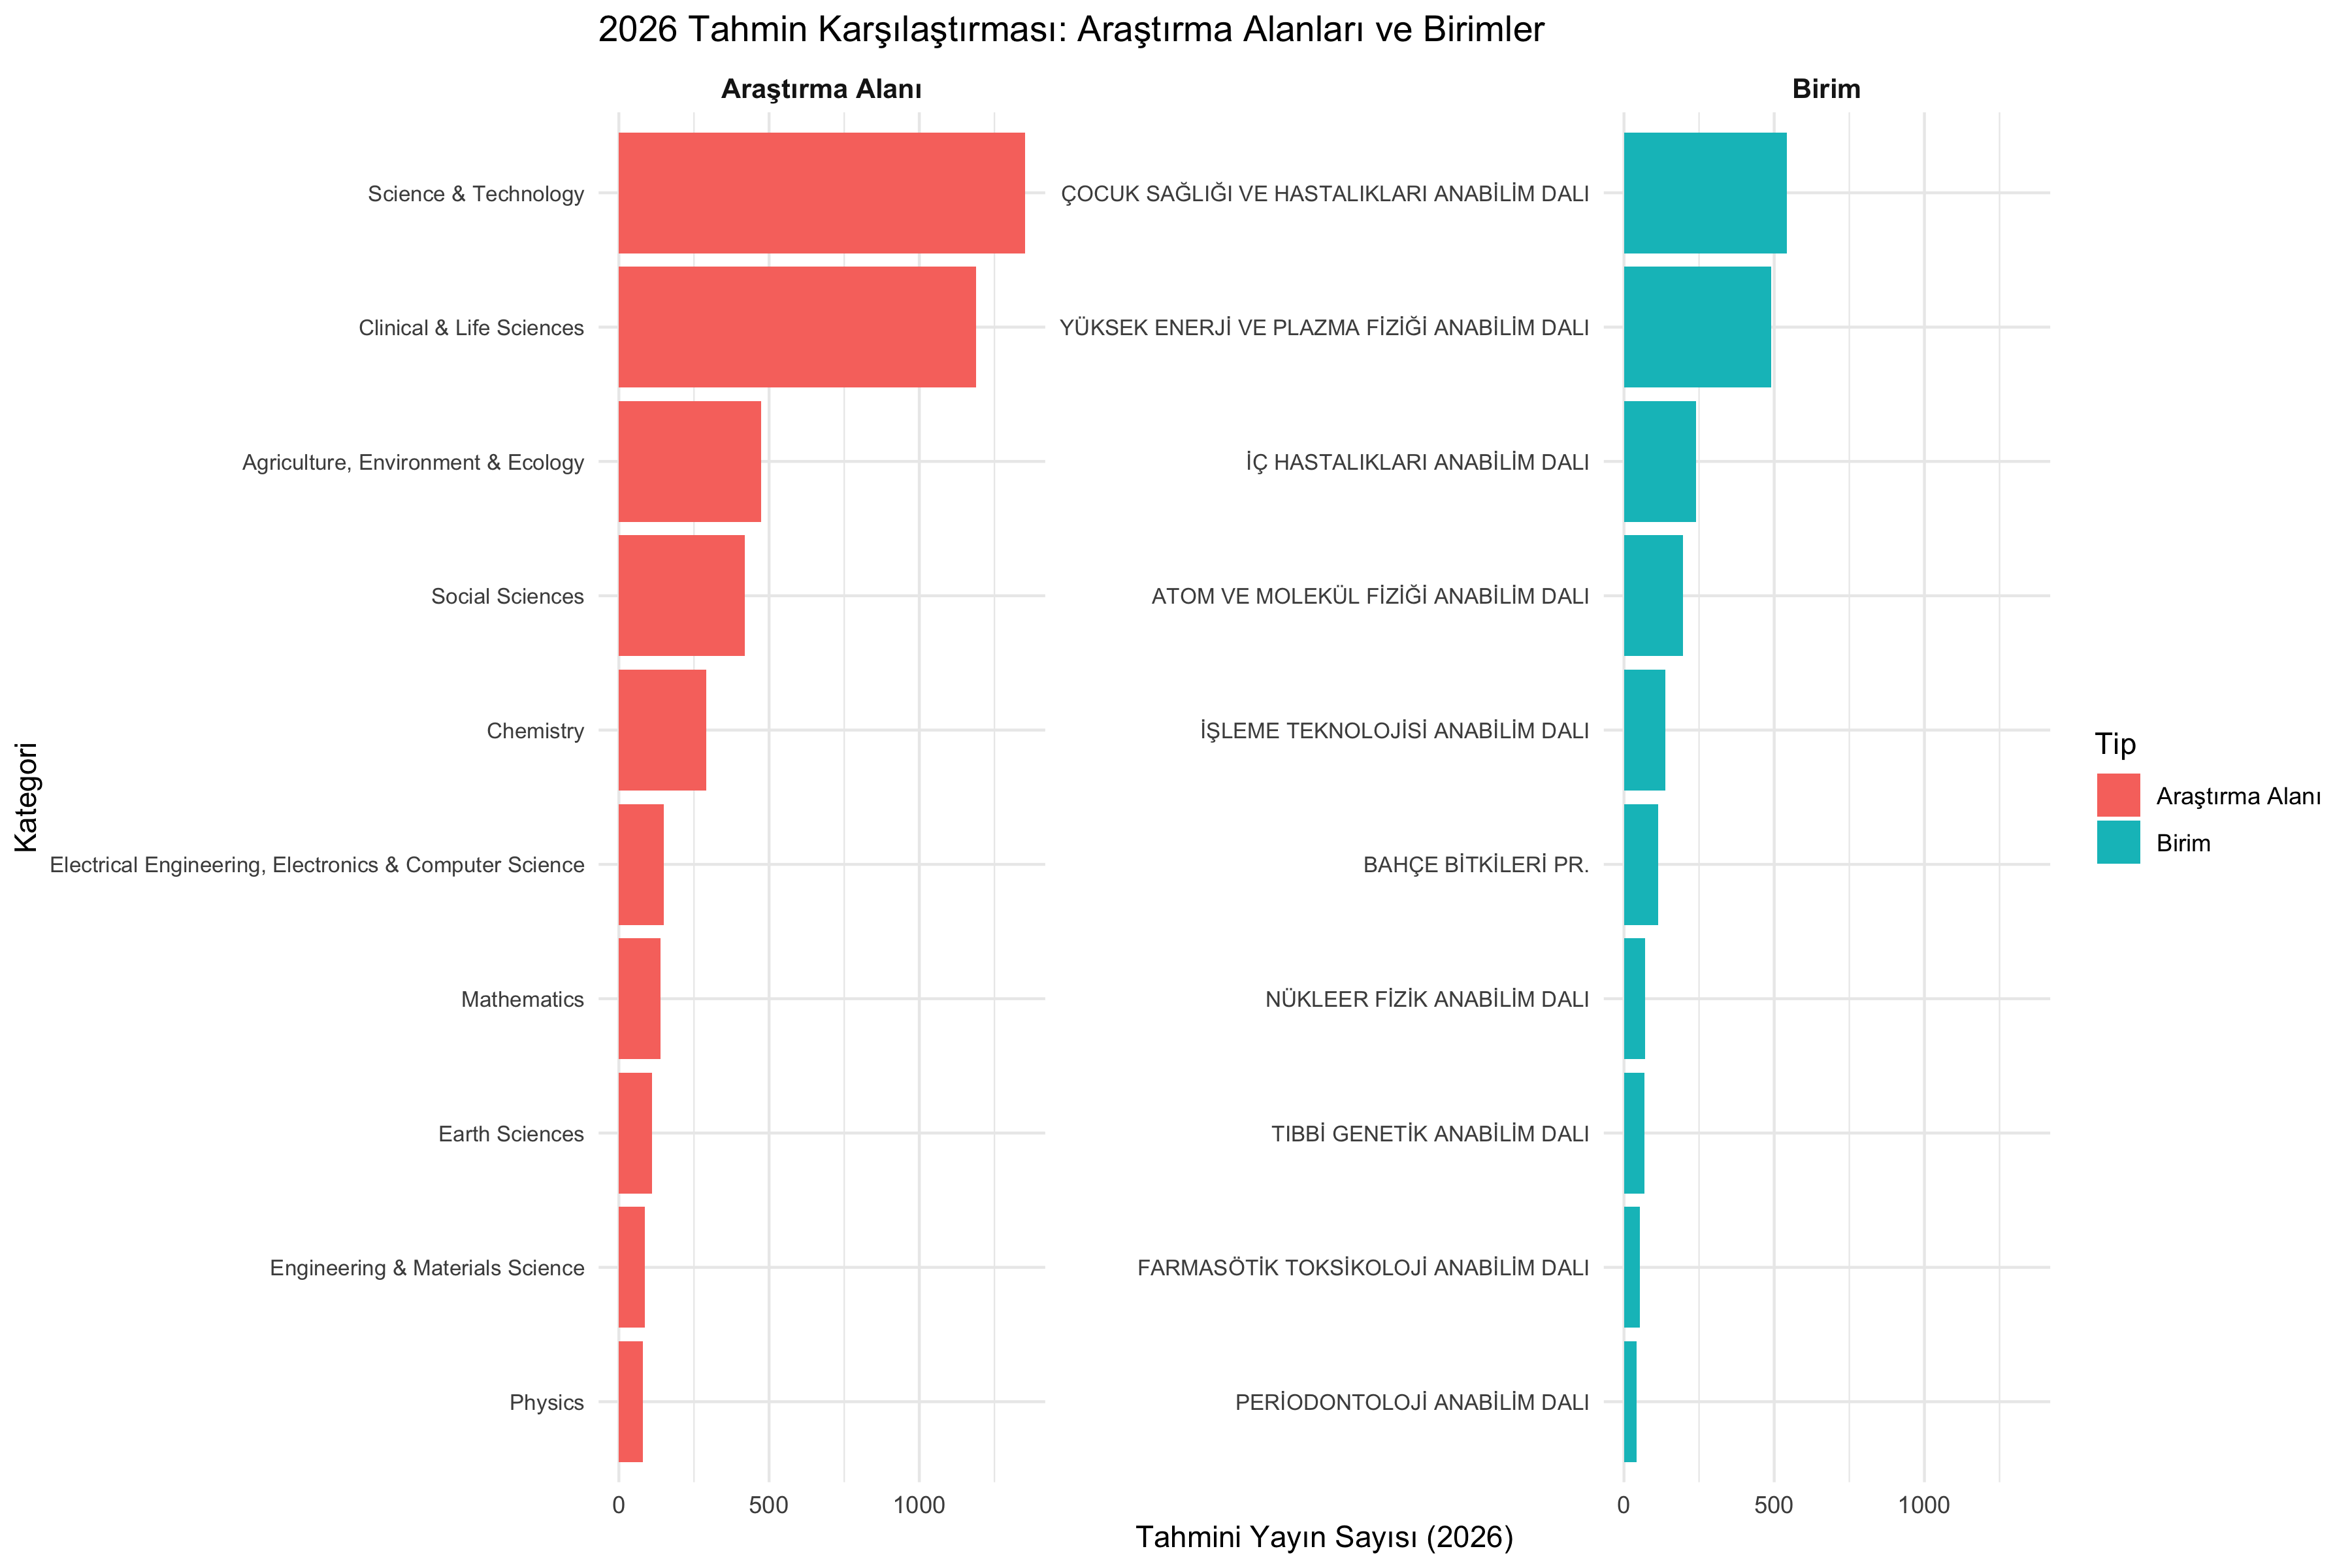 2026 Tahmin Karşılaştırması: Araştırma Alanları ve Birimler
Araştırma Alanı
Birim
Kategori
Science & Technology
Clinical & Life Sciences
Agriculture, Environment & Ecology
Social Sciences
Chemistry
Electrical Engineering, Electronics & Computer Science
Mathematics
Earth Sciences
Engineering & Materials Science
Physics
0 500 1000
ÇOCUK SAĞLIĞI VE HASTALIKLARI ANABİLİM DALI
YÜKSEK ENERJİ VE PLAZMA FİZİĞİ ANABİLİM DALI
İÇ HASTALIKLARI ANABİLİM DALI
ATOM VE MOLEKÜL FİZİĞİ ANABİLİM DALI
İŞLEME TEKNOLOJİSİ ANABİLİM DALI
BAHÇE BİTKİLERİ PR.
NÜKLEER FİZİK ANABİLİM DALI
TIBBİ GENETİK ANABİLİM DALI
FARMASÖTİK TOKSİKOLOJİ ANABİLİM DALI
PERİODONTOLOJİ ANABİLİM DALI
0 500 1000
Tahmini Yayın Sayısı (2026)
Tip
Araştırma Alanı
Birim